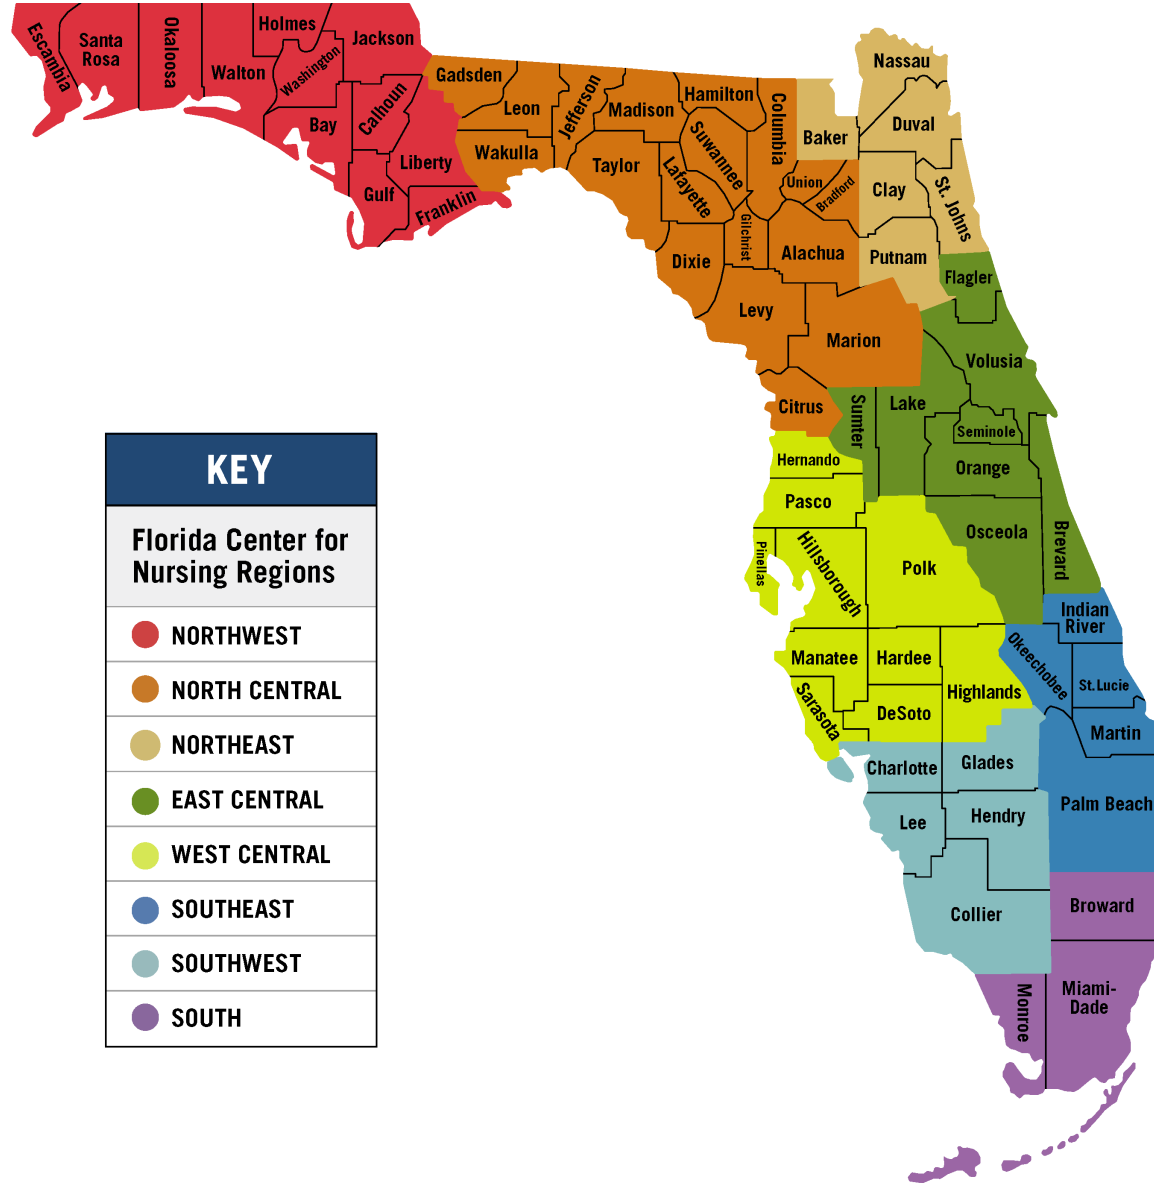 Escambia
Santa
Rosa
Okaloosa
Walton
Holmes
Washington
Jackson
Bay
Calhoun
Gulf
Liberty
Franklin
Gadsden
Leon
Wakulla
Jefferson
Madison
Taylor
Hamilton
Suwannee
Lafayette
Columbia
Dixie
Gilchrist
Union
Bradford
Alachua
Levy
Marion
Citrus
Nassau
Baker
Duval
Clay
St. Johns
Putnam
Flagler
Volusia
Sumter
Lake
Seminole
Orange
Osceola
Brevard
Hernando
Pasco
Pinellas
Hillsborough
Polk
Manatee
Hardee
Sarasota
DeSoto
Highlands
Indian
River
Okeechobee
St.Lucie
Martin
Palm Beach
Charlotte
Glades
Lee
Hendry
Collier
Broward
Monroe
Miami-
Dade
KEY
Florida Center for
Nursing Regions
NORTHWEST
NORTH CENTRAL
NORTHEAST
EAST CENTRAL
WEST CENTRAL
SOUTHEAST
SOUTHWEST
SOUTH